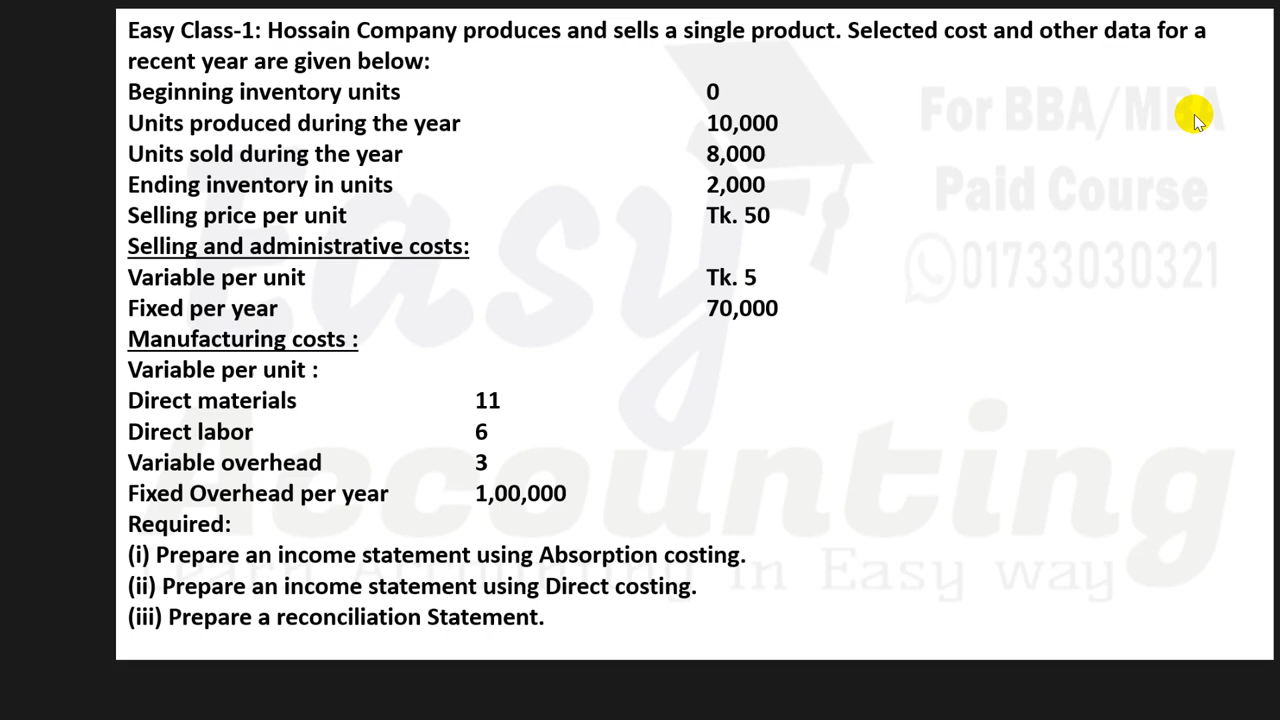 Easy Class-1: Hossain Company produces and sells a single product. Selected cost and other data for a
recent year are given below:
Beginning inventory units 0
Units produced during the year 10,000
Units sold during the year 8,000
Ending inventory in units 2,000
Selling price per unit Tk. 50
Selling and administrative costs:
Variable per unit Tk. 5
Fixed per year 70,000
Manufacturing costs :
Variable per unit :
Direct materials 11
Direct labor 6
Variable overhead 3
Fixed Overhead per year 1,00,000
Required:
(i) Prepare an income statement using Absorption costing.
(ii) Prepare an income statement using Direct costing.
(iii) Prepare a reconciliation Statement.
For BBA/MBA
Paid Course
01733030321
Easy
Accounting
Learn Accounting in Easy way